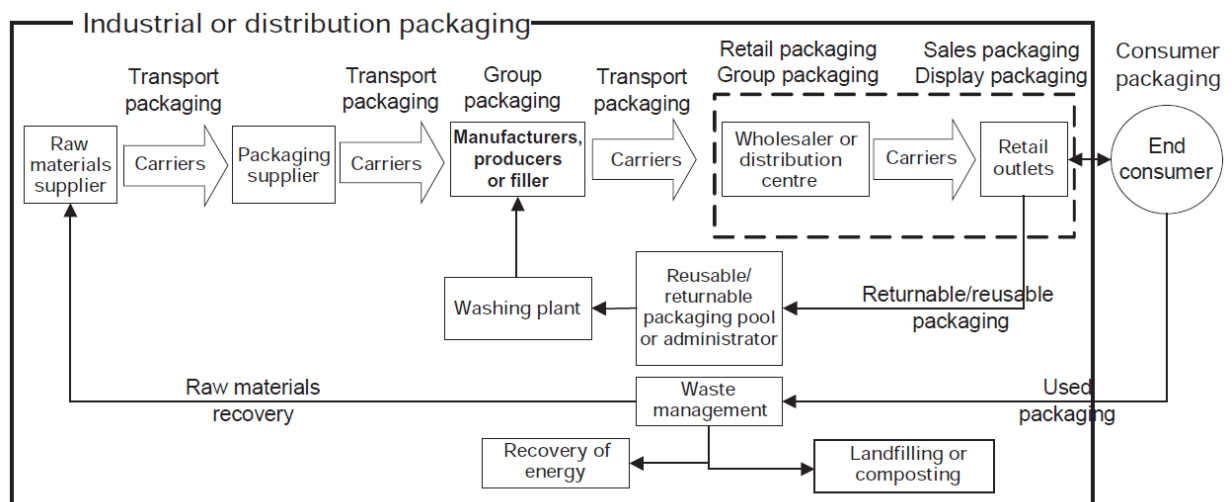 Industrial or distribution packaging
Retail packaging
Group packaging
Sales packaging
Display packaging
Consumer
packaging
Transport
packaging
Transport
packaging
Group
packaging
Transport
packaging
Raw
materials
supplier
Carriers
Packaging
supplier
Carriers
Manufacturers,
producers
or filler
Carriers
Wholesaler or
distribution
centre
Carriers
Retail
outlets
End
consumer
Washing plant
Reusable/
returnable
packaging pool
or administrator
Returnable/reusable
packaging
Raw materials
recovery
Waste
management
Used
packaging
Recovery of
energy
Landfilling or
composting